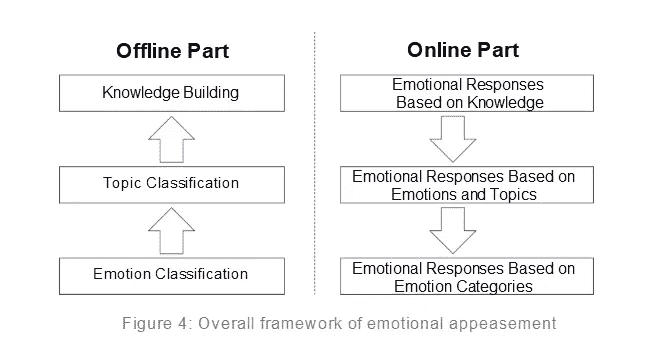 Offline Part
Knowledge Building
Topic Classification
Emotion Classification
Online Part
Emotional Responses
Based on Knowledge
Emotional Responses Based on
Emotions and Topics
Emotional Responses Based on
Emotion Categories
Figure 4: Overall framework of emotional appeasement